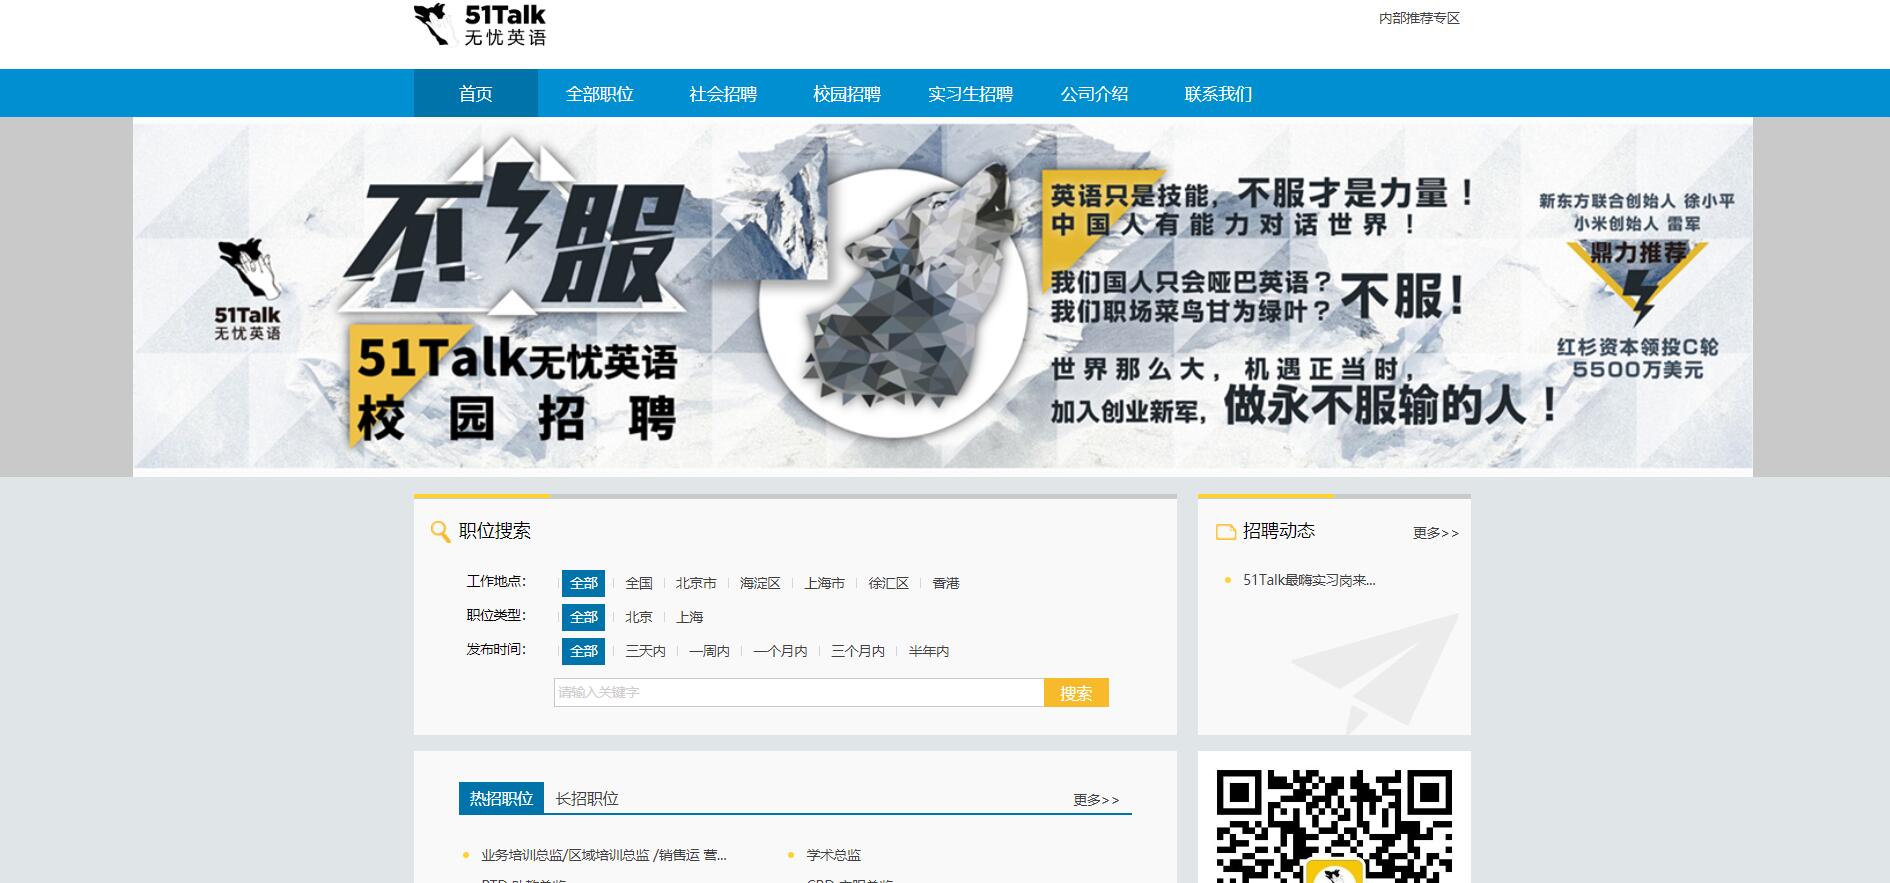 51Talk
无忧英语
内部推荐专区
首页 全部职位 社会招聘 校园招聘 实习生招聘 公司介绍 联系我们
51Talk
无忧英语
不服
51Talk无忧英语
校园招聘
英语只是技能，不服才是力量！
中国人有能力对话世界！
我们国人只会哑巴英语？
我们职场菜鸟甘为绿叶？
不服!
世界那么大，机遇正当时，
加入创业新军，做永不服输的人！
新东方联合创始人 徐小平
小米创始人 雷军
鼎力推荐
红杉资本领投C轮
5500万美元
职位搜索
工作地点： 全部 全国 北京市 海淀区 上海市 徐汇区 香港
职位类型： 全部 北京 上海
发布时间： 全部 三天内 一周内 一个月内 三个月内 半年内
请输入关键字 搜索
招聘动态 更多>>
51Talk最嗨实习岗来...
热招职位 长招职位 更多>>
业务培训总监/区域培训总监 /销售运 营... 学术总监